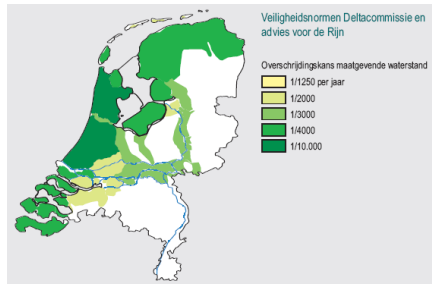 Veiligheidsnormen Deltacommissie en
advies voor de Rijn
Overschrijdingskans maatgevende waterstand
1/1250 per jaar
1/2000
1/3000
1/4000
1/10.000